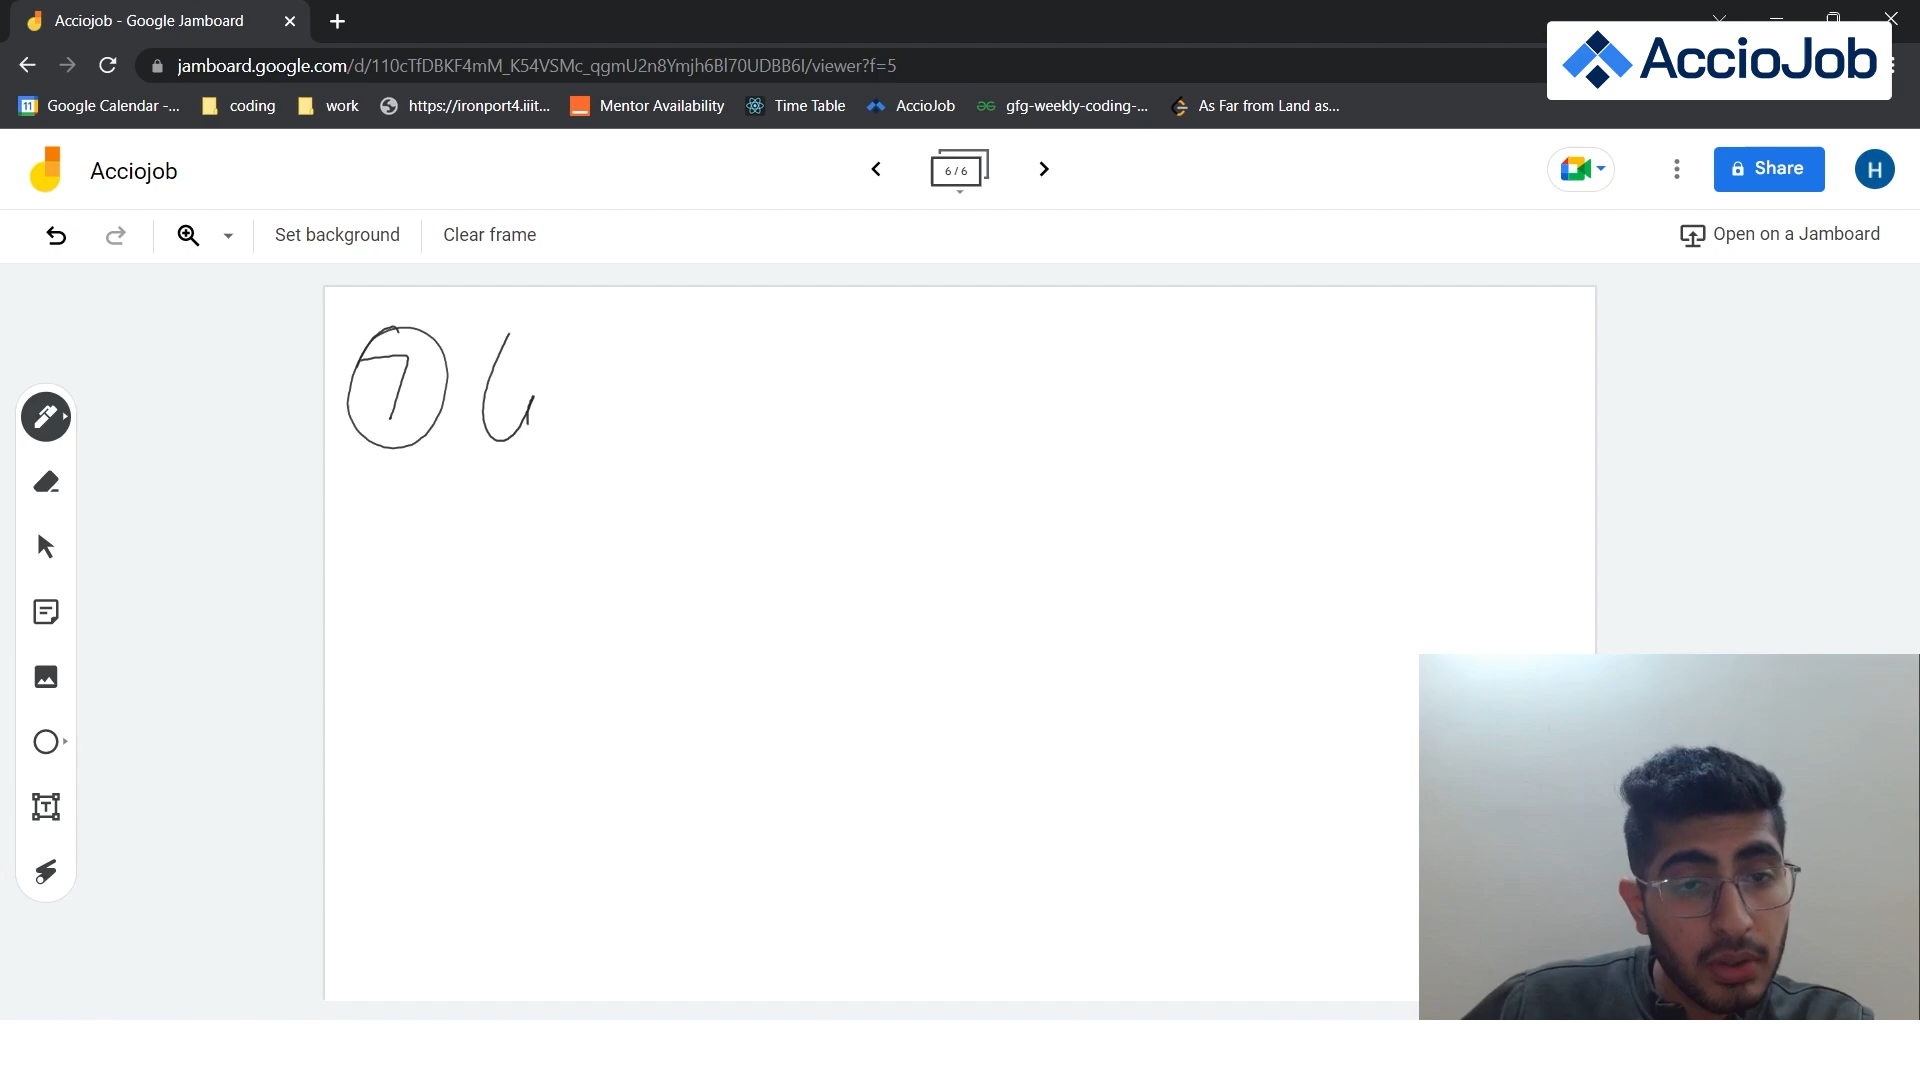 Acciojob - Google Jamboard
jamboard.google.com/d/110cTfDBKF4mM_K54VSMc_qgmU2n8Ymjh6Bl70UDBB6I/viewer?f=5
AccioJob
11 Google Calendar -... coding work https://ironport4.iiit... Mentor Availability Time Table AccioJob gfg-weekly-coding-... As Far from Land as...
Acciojob 6 / 6 Share H
Set background Clear frame Open on a Jamboard
7
T